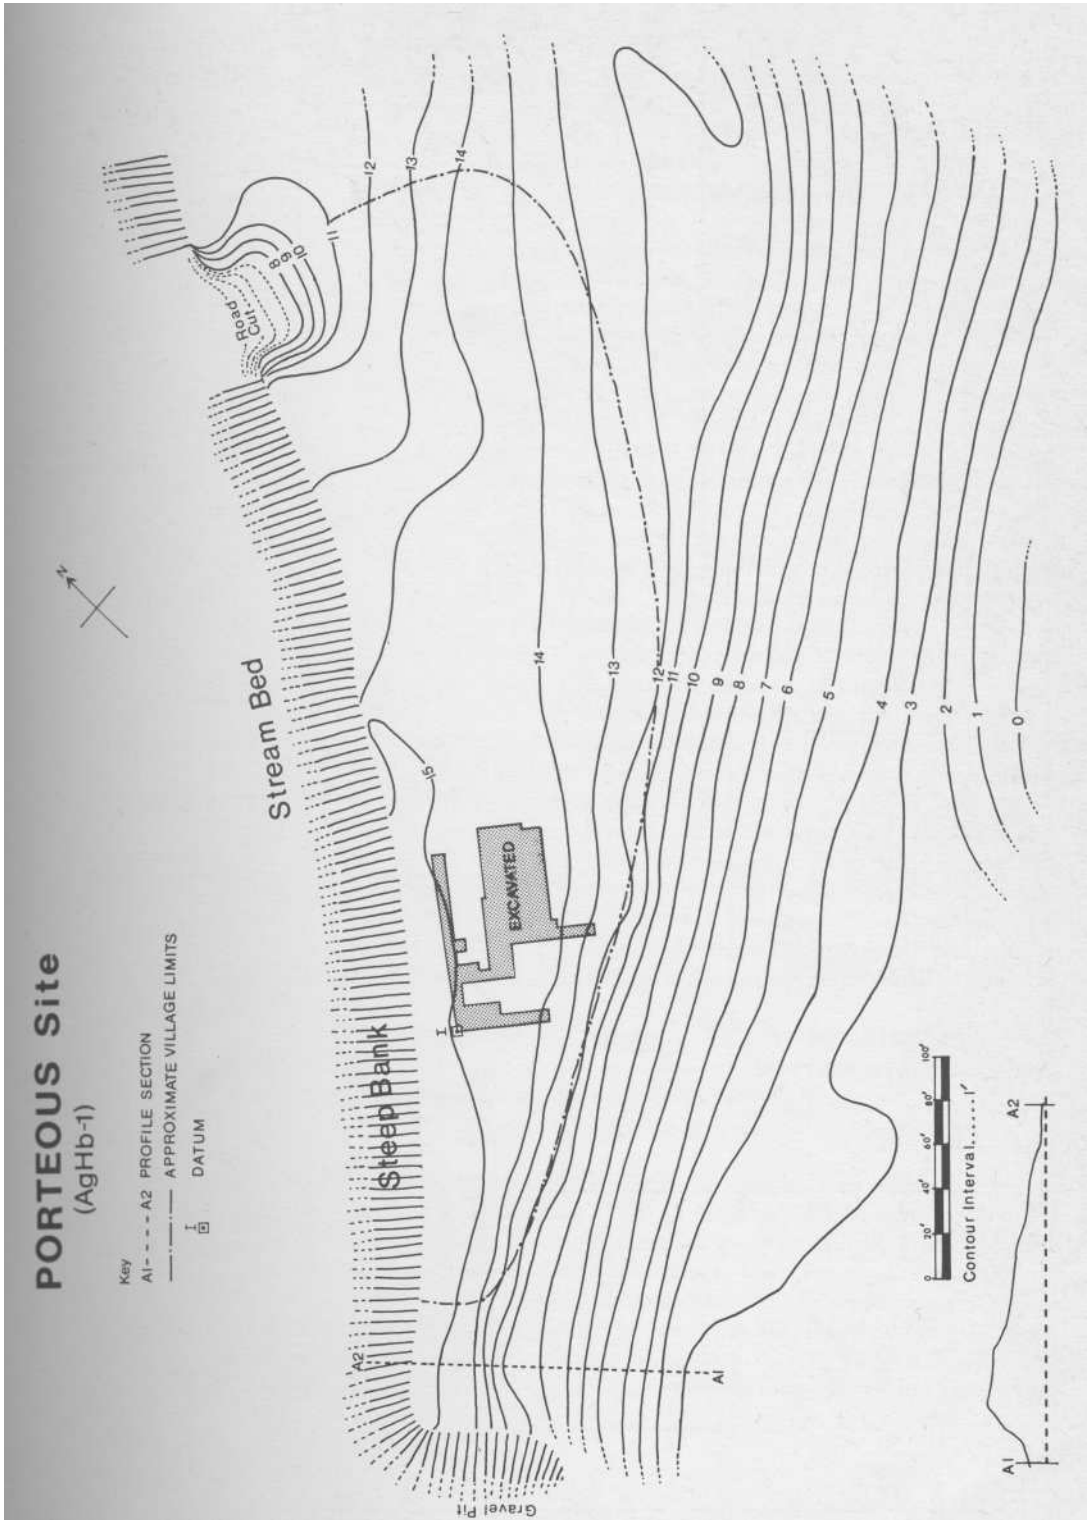 PORTEOUS Site
(AgHb-1)
Key
A1 - - - A2 PROFILE SECTION
APPROXIMATE VILLAGE LIMITS
I
DATUM
N
Stream Bed
Steep Bank
Road
Cut
8
9
10
11
12
13
14
15
EXCAVATED
I
14
13
12
11
10
9
8
7
6
5
4
3
2
1
0
A2
A1
Gravel Pit
0 20' 40' 60' 80' 100'
Contour Interval.....1'
A1 A2